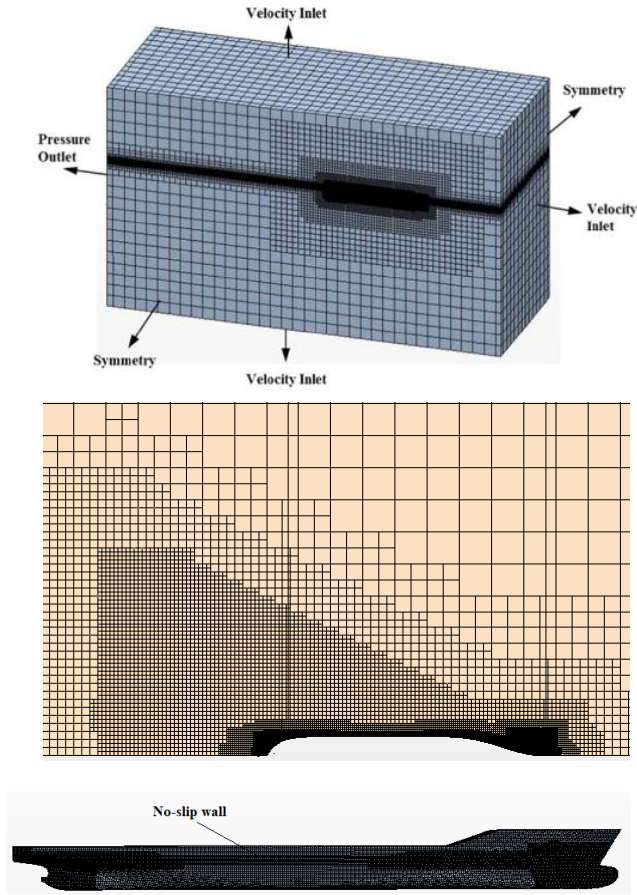 Velocity Inlet
Symmetry
Pressure
Outlet
Velocity
Inlet
Symmetry
Velocity Inlet
No-slip wall